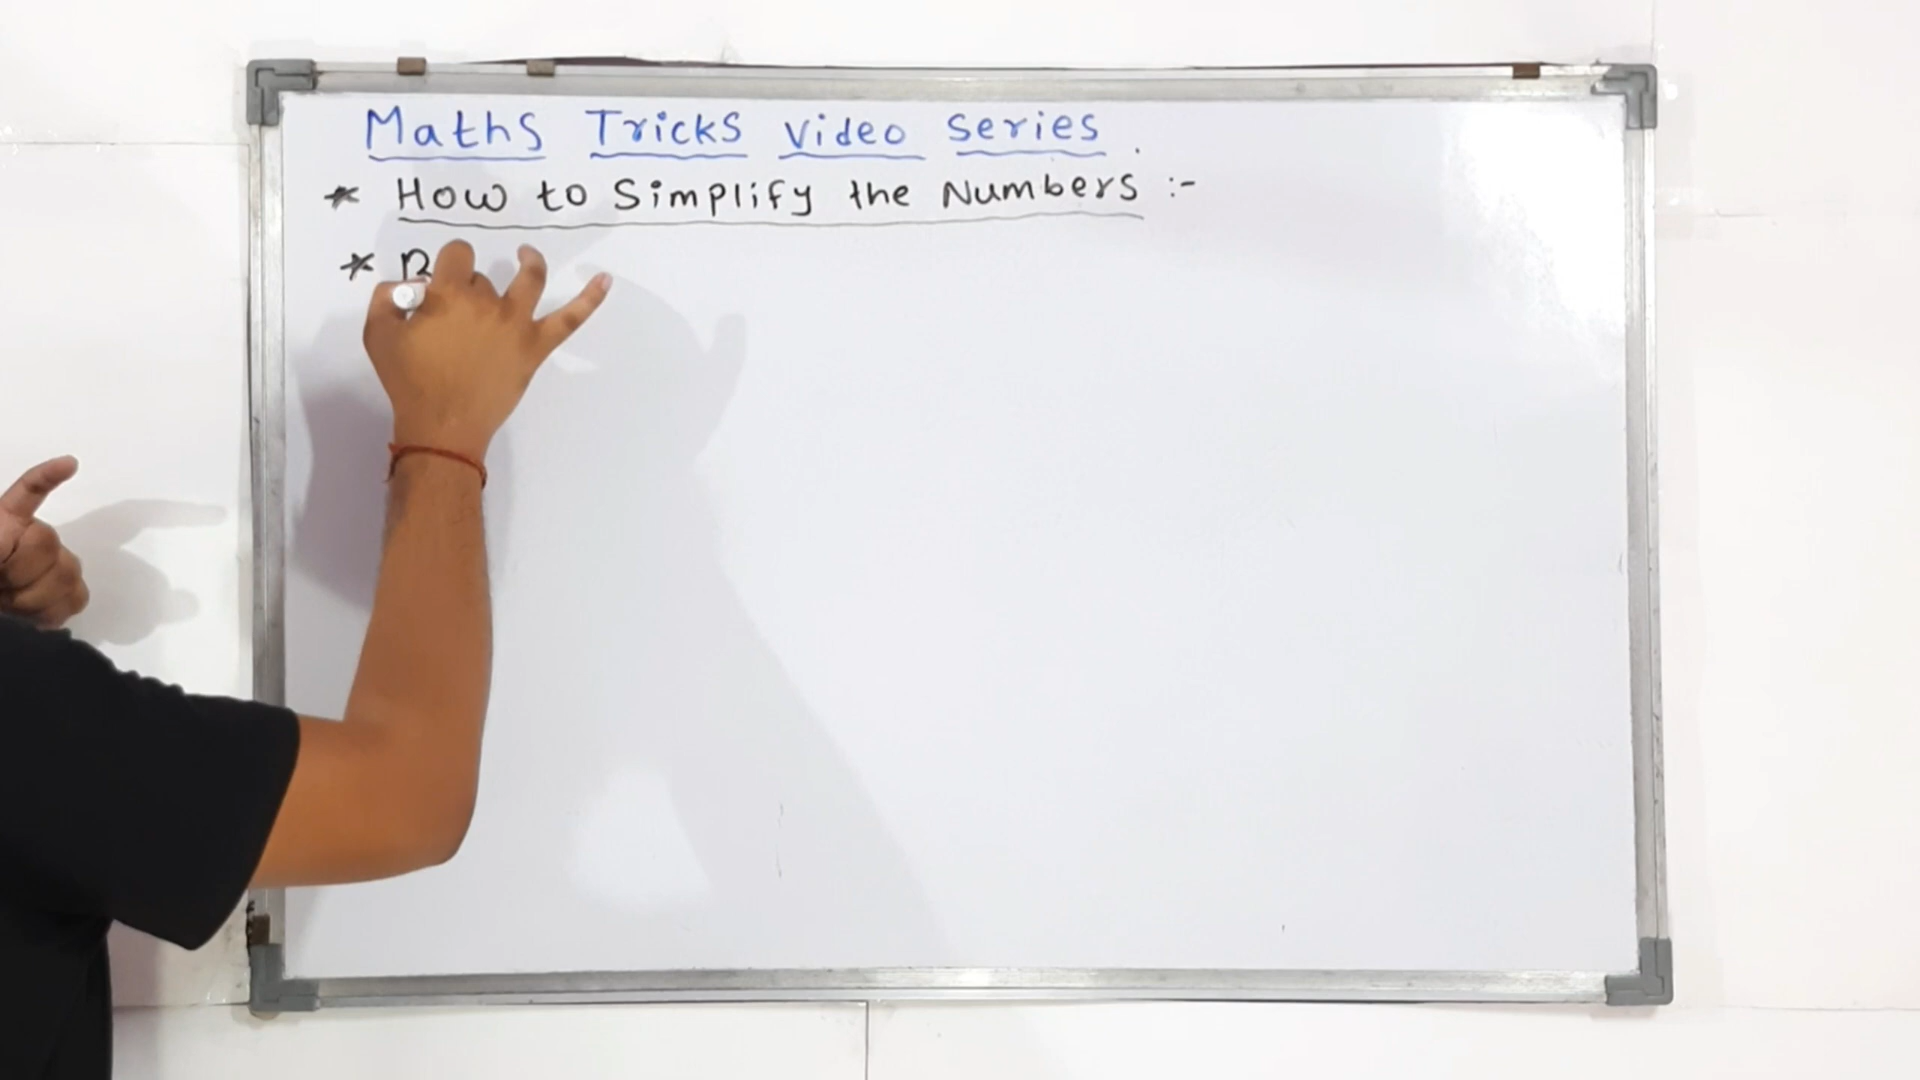 Maths Tricks Video Series .
* How to Simplify the Numbers :-
*